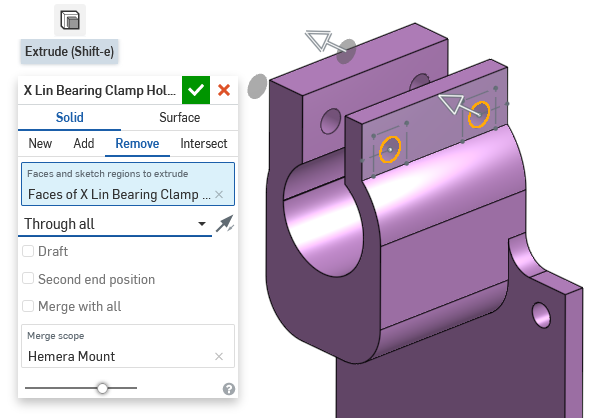 Extrude (Shift-e)
X Lin Bearing Clamp Hol...
Solid Surface
New Add Remove Intersect
Faces and sketch regions to extrude
Faces of X Lin Bearing Clamp ...
Through all
Draft
Second end position
Merge with all
Merge scope
Hemera Mount